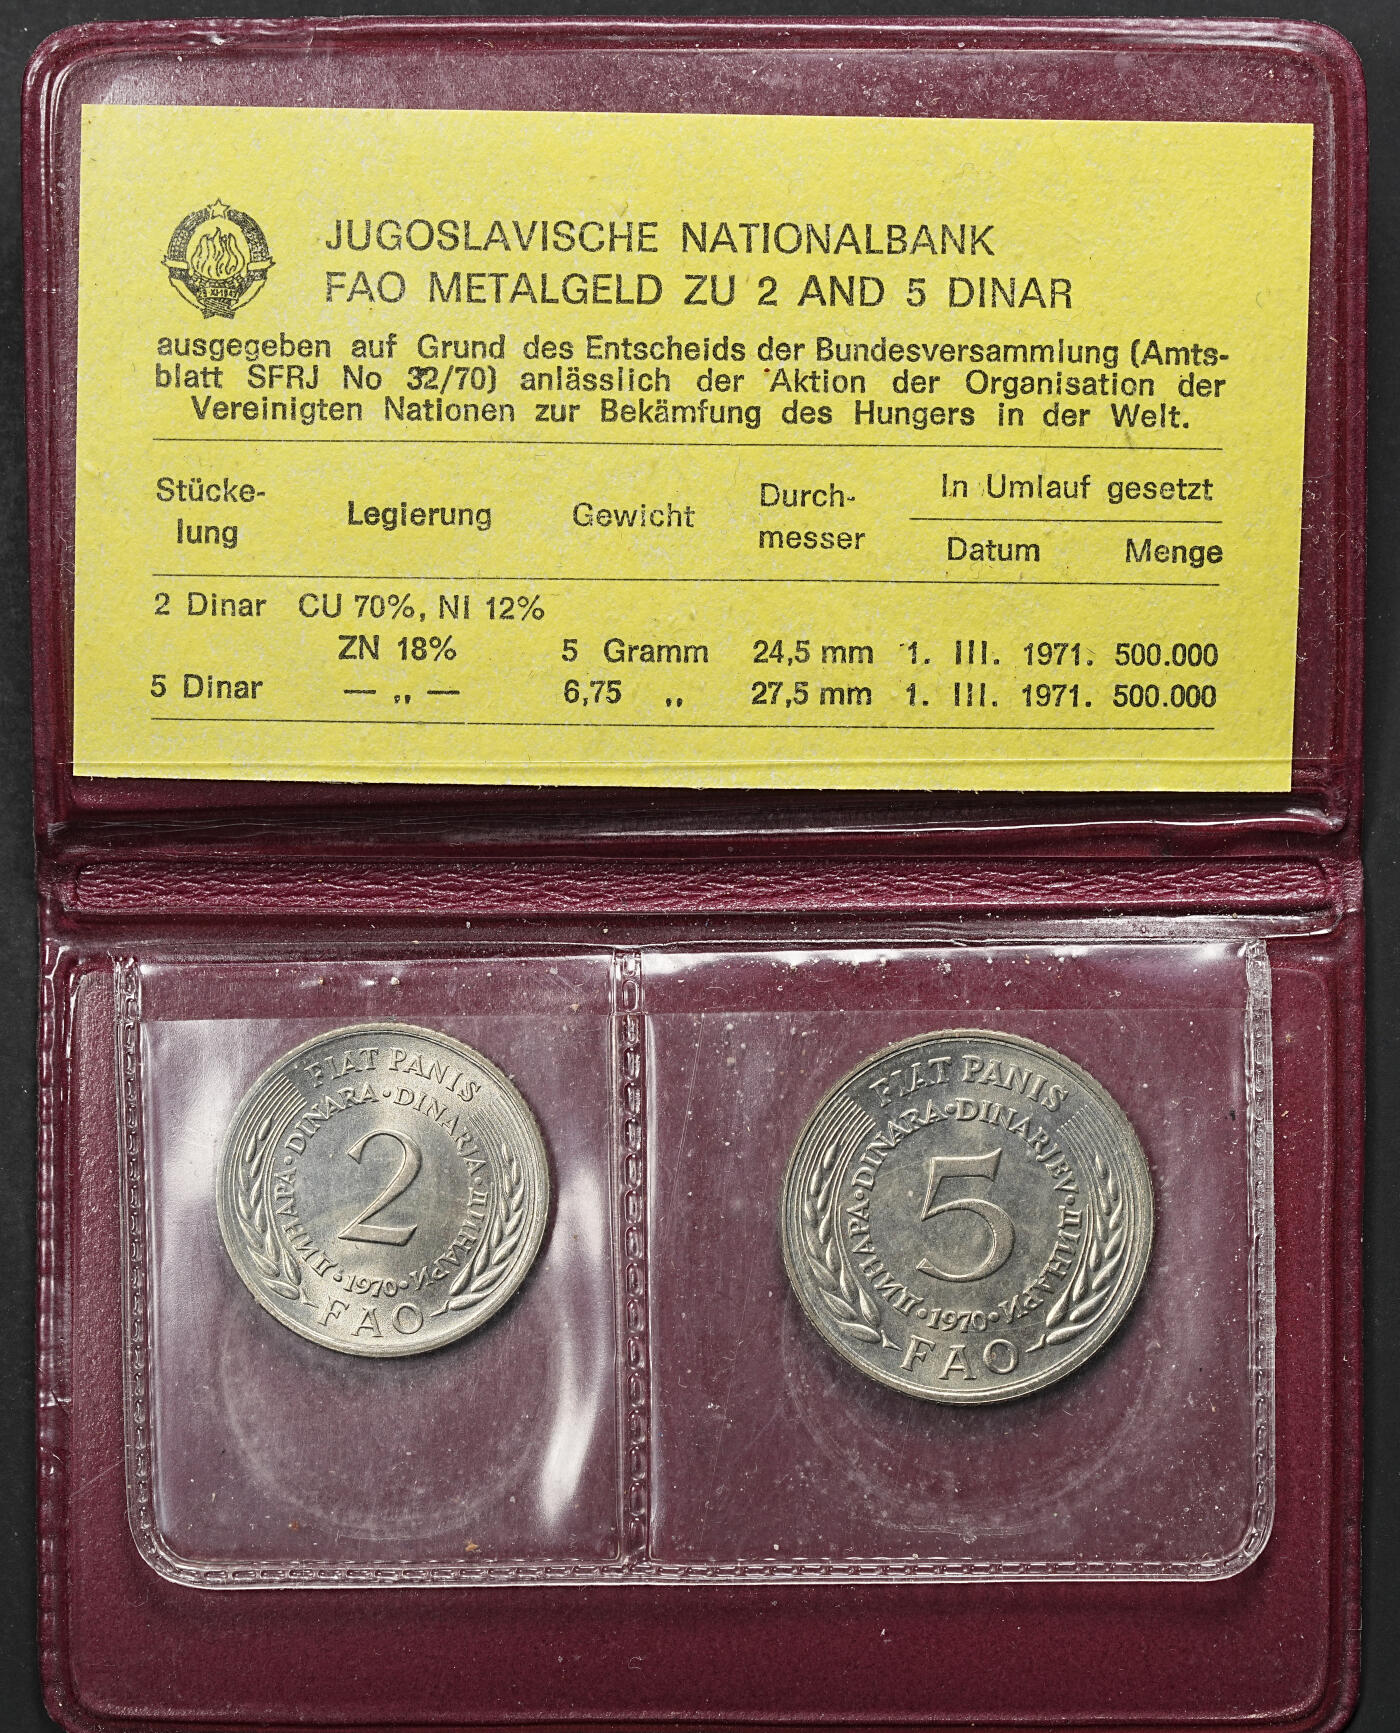 JUGOSLAVISCHE NATIONALBANK
FAO METALGELD ZU 2 AND 5 DINAR
ausgegeben auf Grund des Entscheids der Bundesversammlung (Amts-
blatt SFRJ No 32/70) anlässlich der Aktion der Organisation der
Vereinigten Nationen zur Bekämfung des Hungers in der Welt.
Stücke-
lung
Legierung
Gewicht
Durch-
messer
In Umlauf gesetzt
Datum Menge
2 Dinar CU 70%, NI 12%
ZN 18% 5 Gramm 24,5 mm 1. III. 1971. 500.000
5 Dinar — ,, — 6,75 ,, 27,5 mm 1. III. 1971. 500.000
FIAT PANIS
ДИНАРА·DINARA·DINARJA·ДИНАРИ
2
·1970·
FAO
FIAT PANIS
ДИНАРА·DINARA·DINARJEV·ДИНАРИ
5
·1970·
FAO